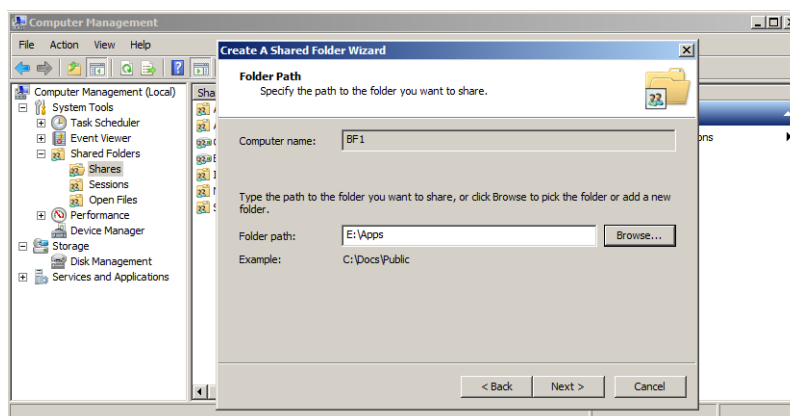 Computer Management
File Action View Help
Computer Management (Local)
System Tools
Task Scheduler
Event Viewer
Shared Folders
Shares
Sessions
Open Files
Performance
Device Manager
Storage
Disk Management
Services and Applications
Sha
Create A Shared Folder Wizard
Folder Path
Specify the path to the folder you want to share.
Computer name: BF1
Type the path to the folder you want to share, or click Browse to pick the folder or add a new
folder.
Folder path: E:\Apps Browse...
Example: C:\Docs\Public
< Back Next > Cancel
ons